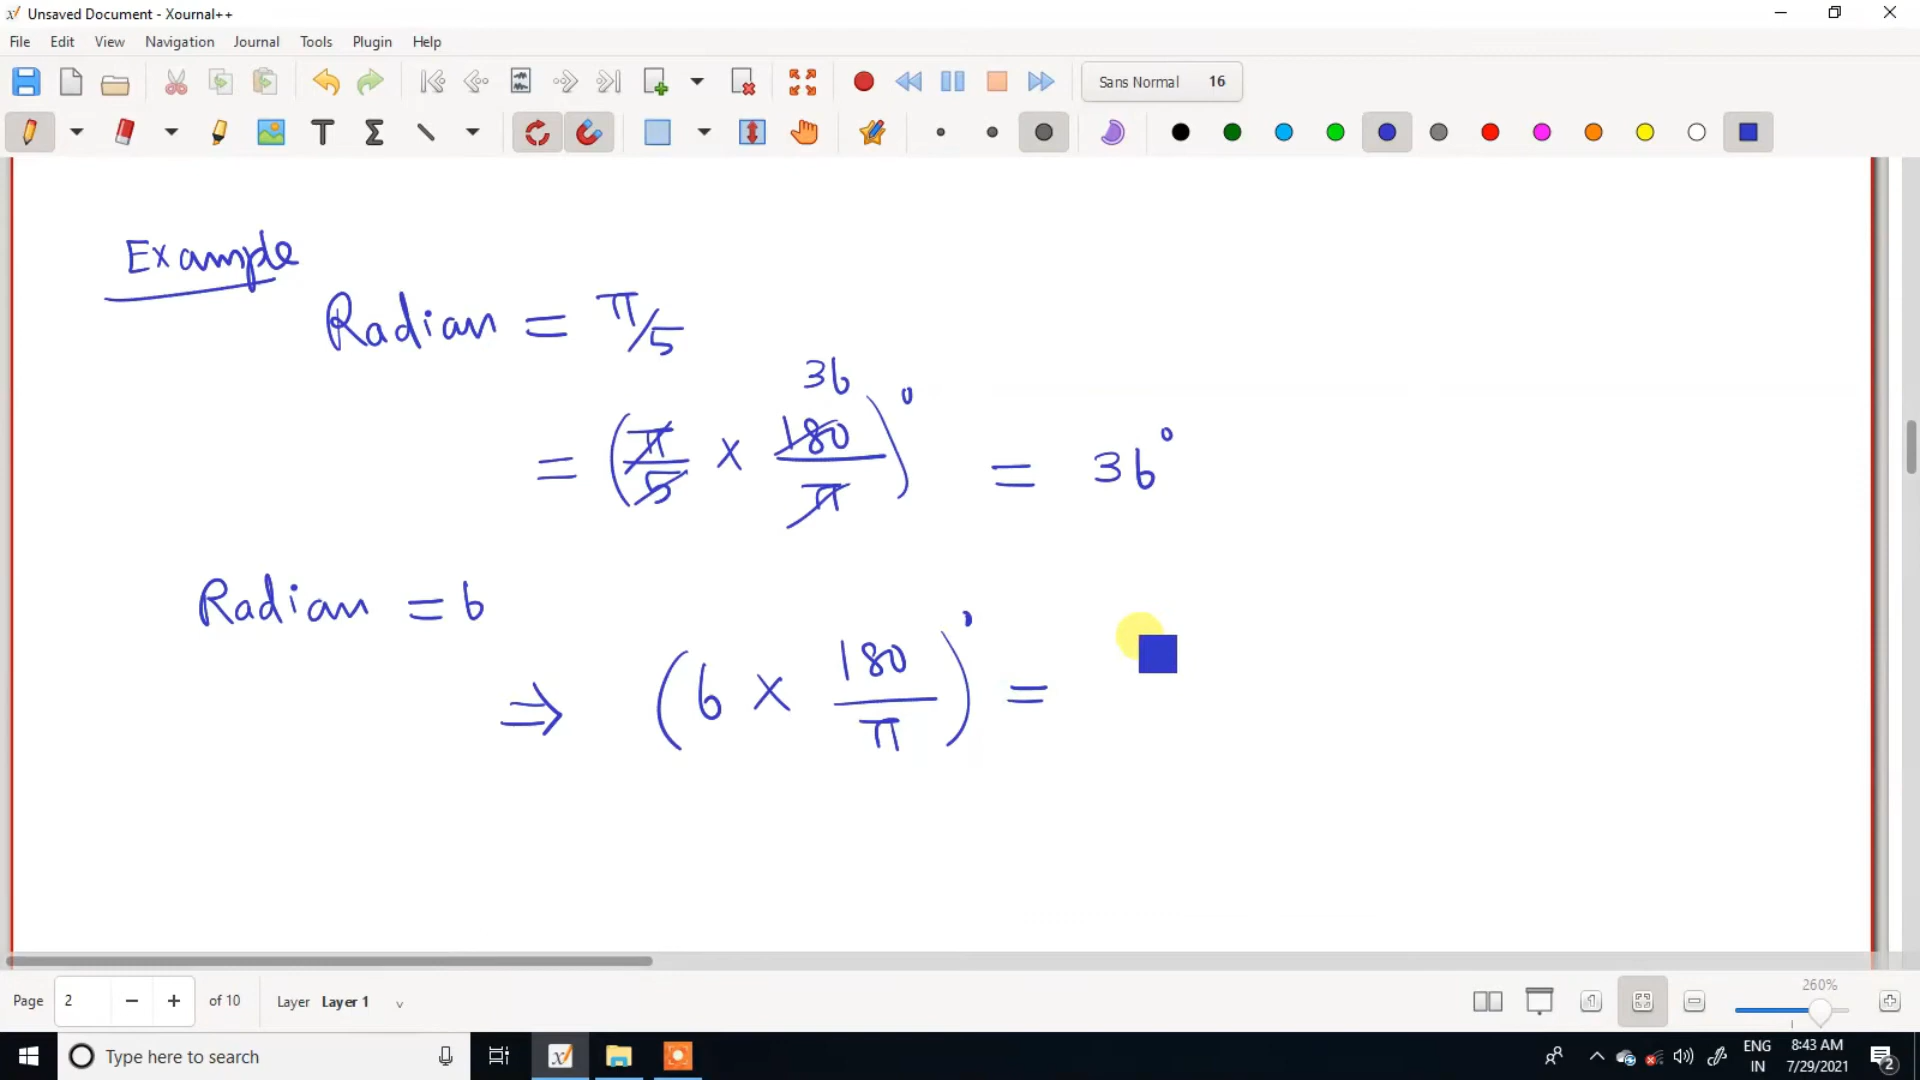 Unsaved Document - Xournal++
File Edit View Navigation Journal Tools Plugin Help
Sans Normal 16
Example
Radian = π/5
36
= (π/5 × 180/π)° = 36°
Radian = 6
⇒ (6 × 180/π)° =
260%
Page 2 of 10 Layer Layer 1
Type here to search
ENG 8:43 AM
IN 7/29/2021 2